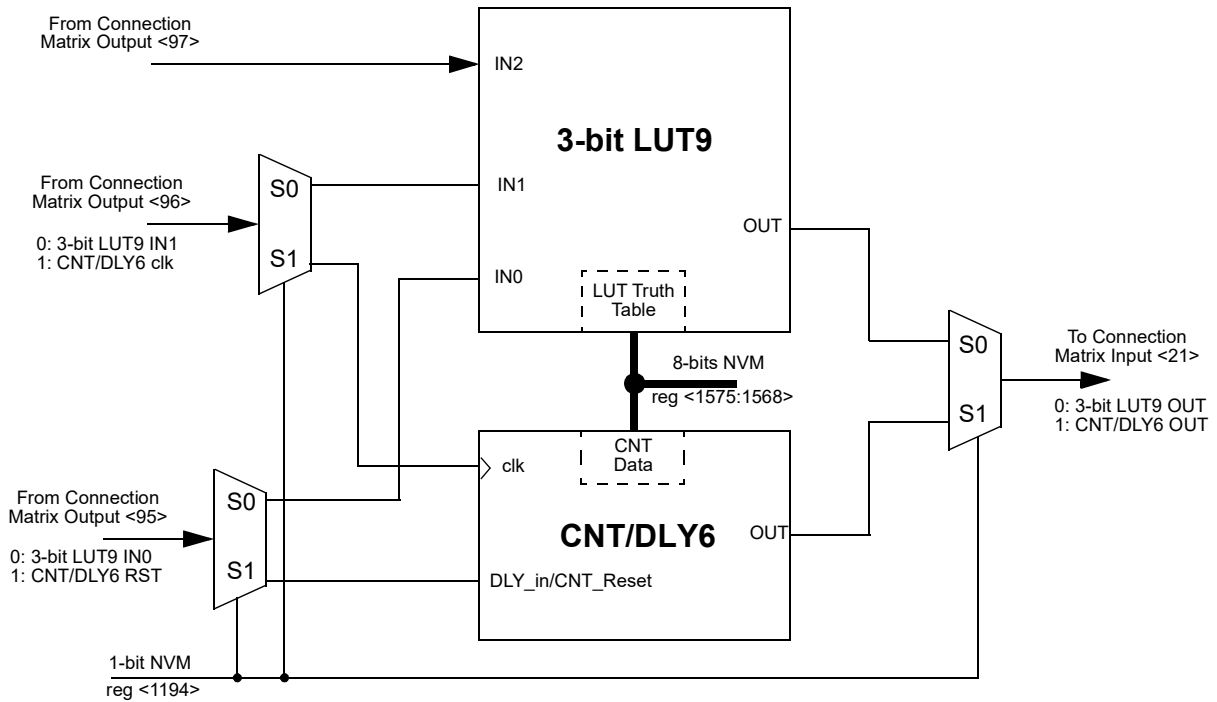 From Connection
Matrix Output <97>
IN2
3-bit LUT9
From Connection
Matrix Output <96>
0: 3-bit LUT9 IN1
1: CNT/DLY6 clk
S0
S1
IN1
OUT
IN0
LUT Truth
Table
8-bits NVM
reg <1575:1568>
S0
S1
To Connection
Matrix Input <21>
0: 3-bit LUT9 OUT
1: CNT/DLY6 OUT
CNT
Data
clk
From Connection
Matrix Output <95>
0: 3-bit LUT9 IN0
1: CNT/DLY6 RST
S0
S1
CNT/DLY6
OUT
DLY_in/CNT_Reset
1-bit NVM
reg <1194>